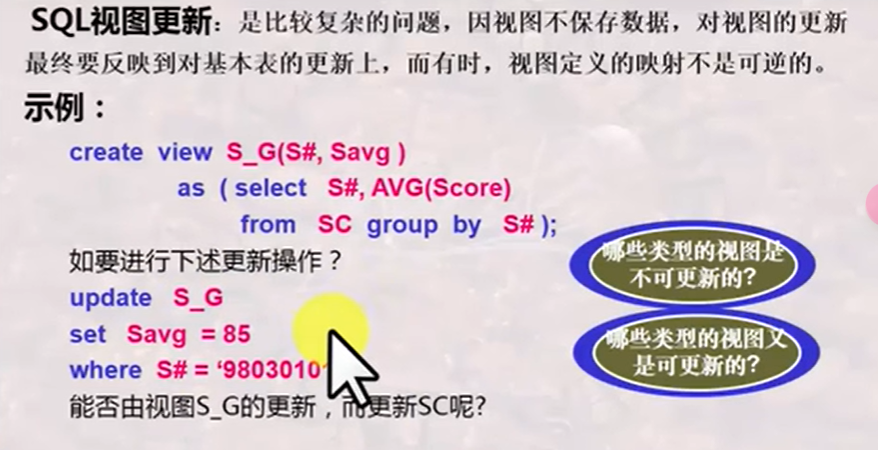 SQL视图更新：是比较复杂的问题，因视图不保存数据，对视图的更新
最终要反映到对基本表的更新上，而有时，视图定义的映射不是可逆的。
示例：
create view S_G(S#, Savg )
as ( select S#, AVG(Score)
from SC group by S# );
如要进行下述更新操作？
update S_G
set Savg = 85
where S# = ‘98030101
能否由视图S_G的更新，而更新SC呢?
哪些类型的视图是
不可更新的?
哪些类型的视图又
是可更新的?